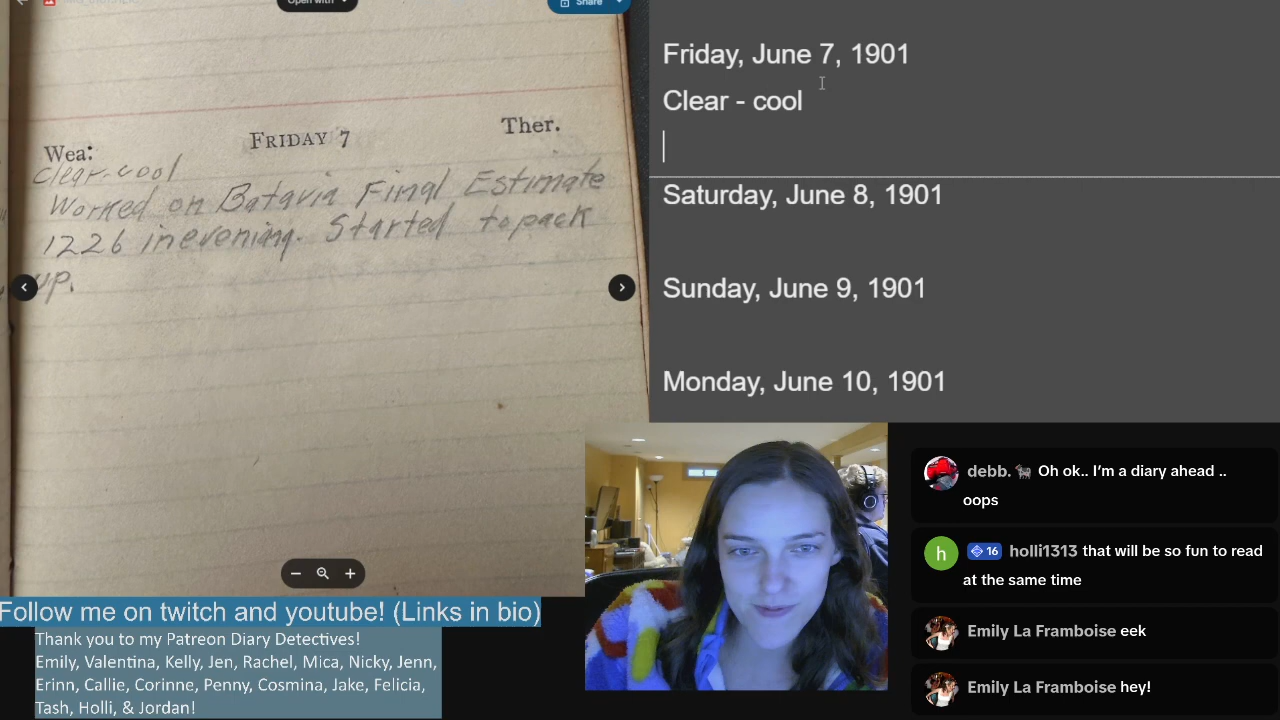 Open with
Share
Wea:
FRIDAY 7
Ther.
Clear-cool
Worked on Batavia Final Estimate
1226 in evening. Started to pack
up.
Friday, June 7, 1901
Clear - cool
Saturday, June 8, 1901
Sunday, June 9, 1901
Monday, June 10, 1901
Follow me on twitch and youtube! (Links in bio)
Thank you to my Patreon Diary Detectives!
Emily, Valentina, Kelly, Jen, Rachel, Mica, Nicky, Jenn,
Erinn, Callie, Corinne, Penny, Cosmina, Jake, Felicia,
Tash, Holli, & Jordan!
debb. 🐈‍⬛ Oh ok.. I'm a diary ahead ..
oops
h 16 holli1313 that will be so fun to read
at the same time
Emily La Framboise eek
Emily La Framboise hey!